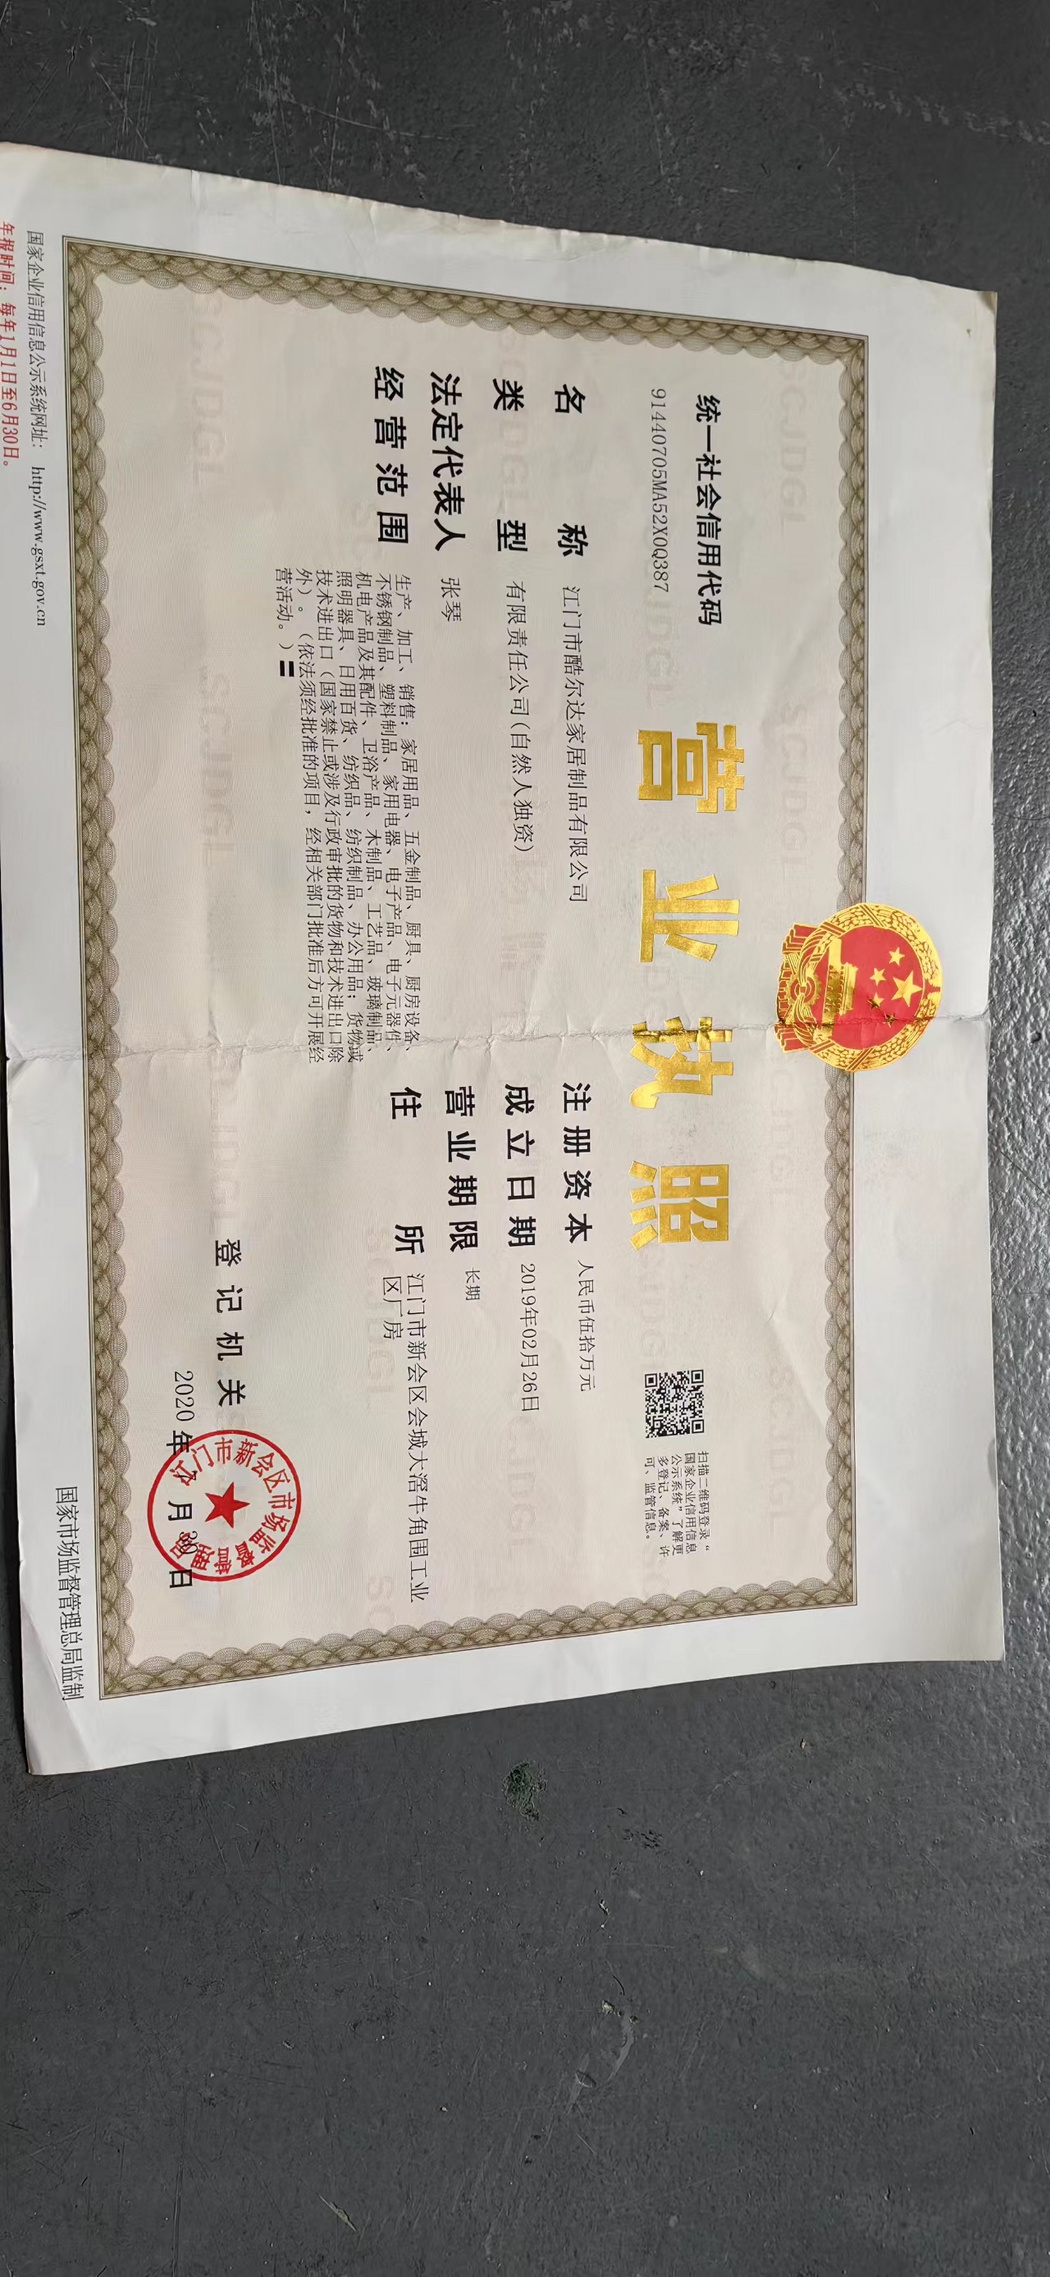 营业执照
统一社会信用代码
91440705MA52X0Q387
扫描二维码登录“
国家企业信用信息
公示系统”了解更
多登记、备案、许
可、监管信息。
名称 江门市酷尔达家居制品有限公司
类型 有限责任公司(自然人独资)
法定代表人 张琴
经营范围 生产、加工、销售：家居用品、五金制品、厨具、厨房设备、
不锈钢制品、塑料制品、家用电器、电子产品、电子元器件、
机电产品及其配件、卫浴产品、木制品、工艺品、玻璃制品、
照明器具、日用百货、纺织品、纺织制品、办公用品；货物或
技术进出口（国家禁止或涉及行政审批的货物和技术进出口除
外）。（依法须经批准的项目，经相关部门批准后方可开展经
营活动。）
注册资本 人民币伍拾万元
成立日期 2019年02月26日
营业期限 长期
住所 江门市新会区会城大滘牛角围工业
区厂房
登记机关
江门市新会区市场监督管理局
2020年 月 日
国家企业信用信息公示系统网址： http://www.gsxt.gov.cn
国家市场监督管理总局监制
年报时间：每年1月1日至6月30日。